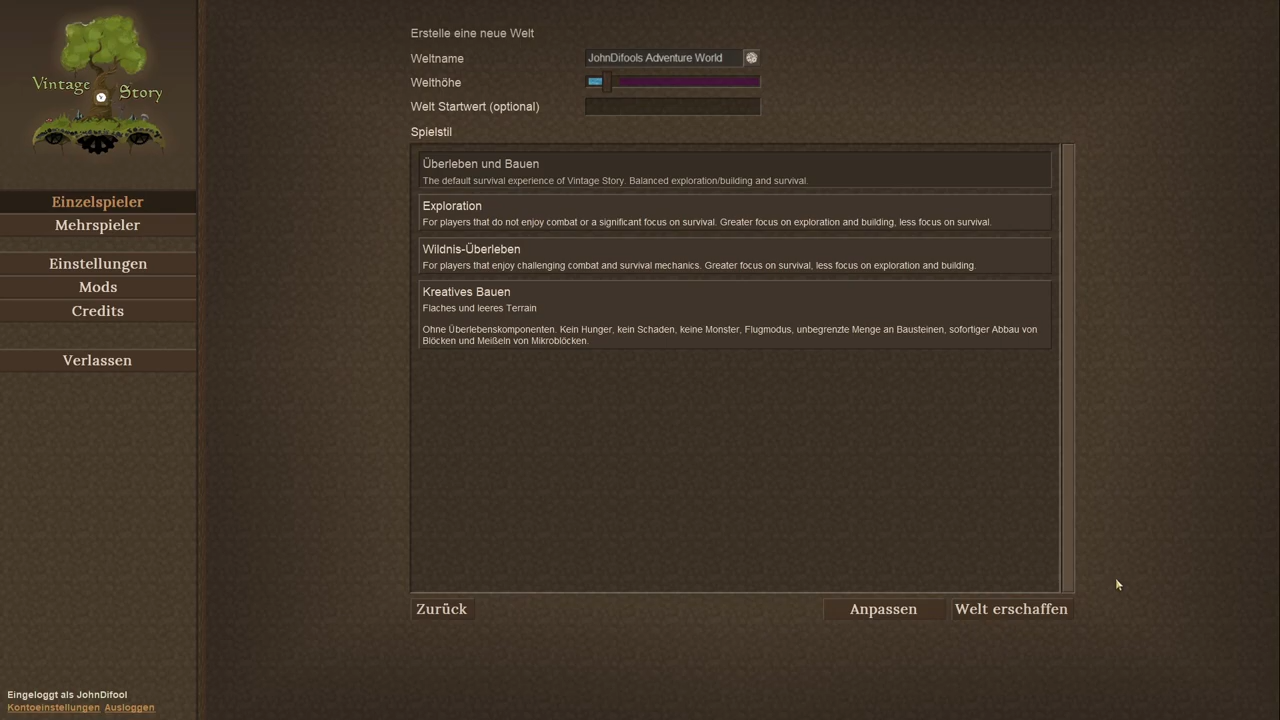 Vintage Story
Einzelspieler
Mehrspieler
Einstellungen
Mods
Credits
Verlassen
Eingeloggt als JohnDifool
Kontoeinstellungen Ausloggen
Erstelle eine neue Welt
Weltname JohnDifools Adventure World
Welthöhe
Welt Startwert (optional)
Spielstil
Überleben und Bauen
The default survival experience of Vintage Story. Balanced exploration/building and survival.
Exploration
For players that do not enjoy combat or a significant focus on survival. Greater focus on exploration and building, less focus on survival.
Wildnis-Überleben
For players that enjoy challenging combat and survival mechanics. Greater focus on survival, less focus on exploration and building.
Kreatives Bauen
Flaches und leeres Terrain
Ohne Überlebenskomponenten. Kein Hunger, kein Schaden, keine Monster, Flugmodus, unbegrenzte Menge an Bausteinen, sofortiger Abbau von
Blöcken und Meißeln von Mikroblöcken.
Zurück Anpassen Welt erschaffen